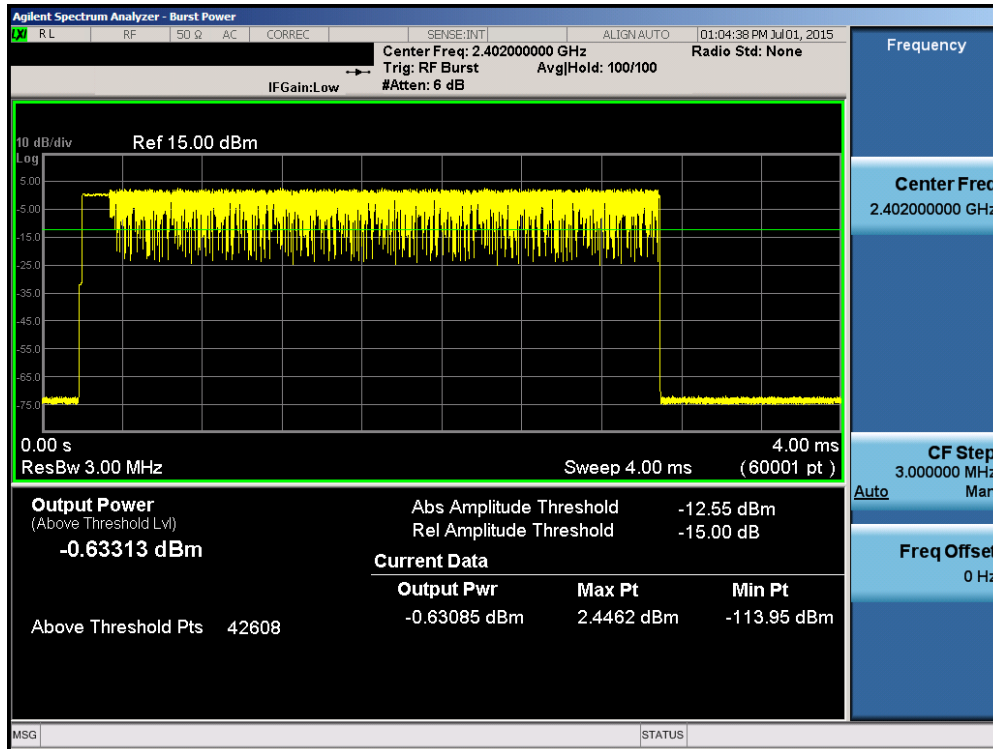 Agilent Spectrum Analyzer - Burst Power
LXI RL RF 50 Ω AC CORREC SENSE:INT ALIGN AUTO 01:04:38 PM Jul 01, 2015
Center Freq: 2.402000000 GHz Radio Std: None
Trig: RF Burst Avg|Hold: 100/100
IFGain:Low #Atten: 6 dB
Frequency
10 dB/div Ref 15.00 dBm
Log
5.00
-5.00
-15.0
-25.0
-35.0
-45.0
-55.0
-65.0
-75.0
0.00 s 4.00 ms
ResBw 3.00 MHz Sweep 4.00 ms (60001 pt )
Center Freq
2.402000000 GHz
CF Step
3.000000 MHz
Auto Man
Freq Offset
0 Hz
Output Power
(Above Threshold Lvl)
-0.63313 dBm
Above Threshold Pts 42608
Abs Amplitude Threshold -12.55 dBm
Rel Amplitude Threshold -15.00 dB
Current Data
Output Pwr Max Pt Min Pt
-0.63085 dBm 2.4462 dBm -113.95 dBm
MSG STATUS